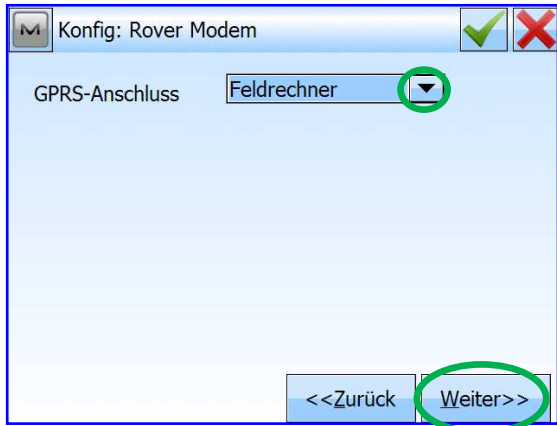 Konfig: Rover Modem
GPRS-Anschluss Feldrechner
<<Zurück Weiter>>